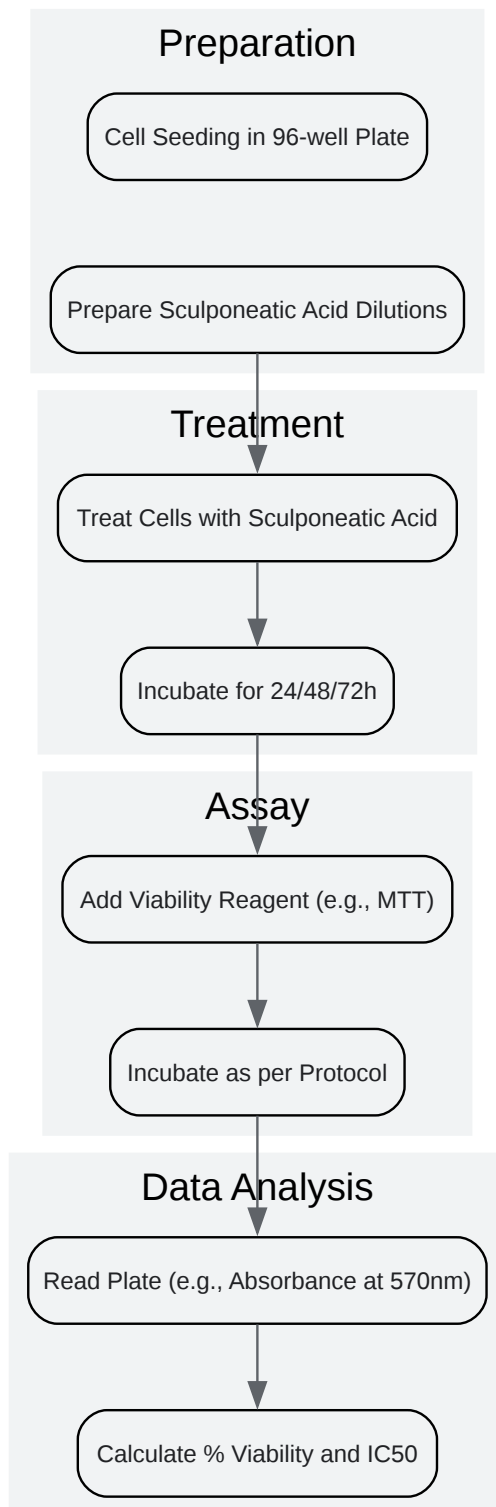 Preparation
Cell Seeding in 96-well Plate
Prepare Sculponeatic Acid Dilutions
Treatment
Treat Cells with Sculponeatic Acid
Incubate for 24/48/72h
Assay
Add Viability Reagent (e.g., MTT)
Incubate as per Protocol
Data Analysis
Read Plate (e.g., Absorbance at 570nm)
Calculate % Viability and IC50